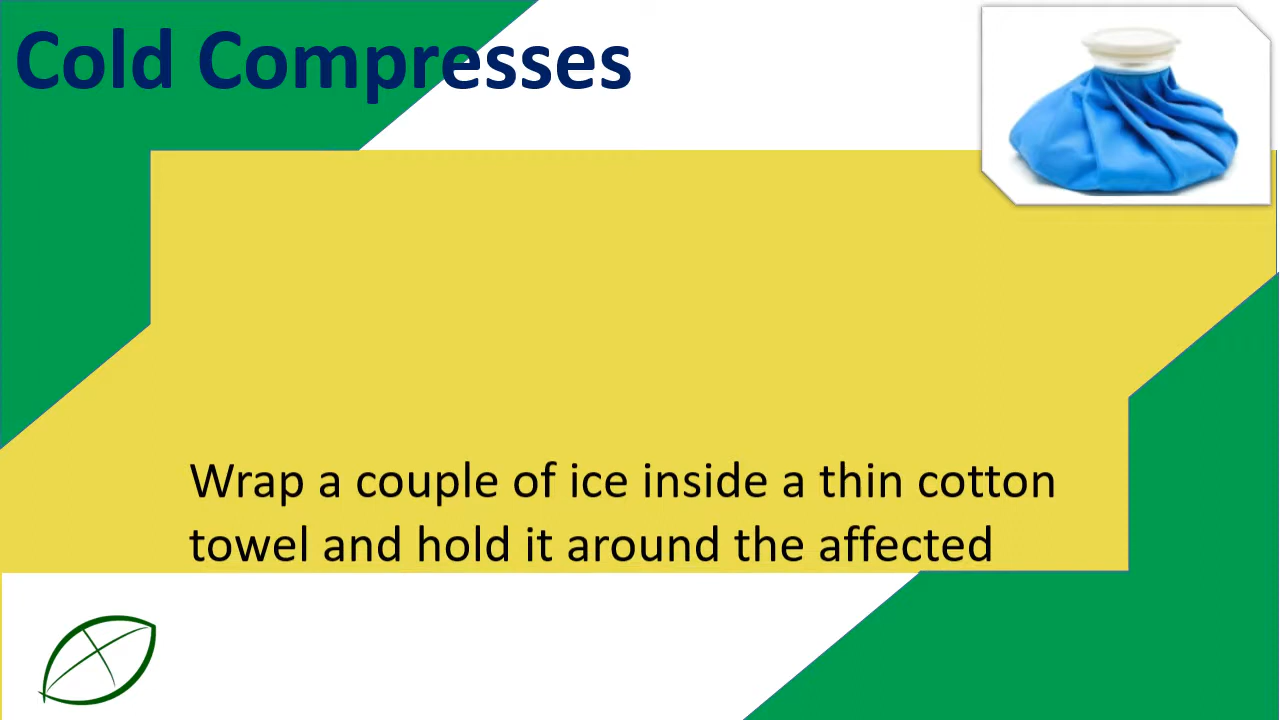 Cold Compresses
Wrap a couple of ice inside a thin cotton
towel and hold it around the affected